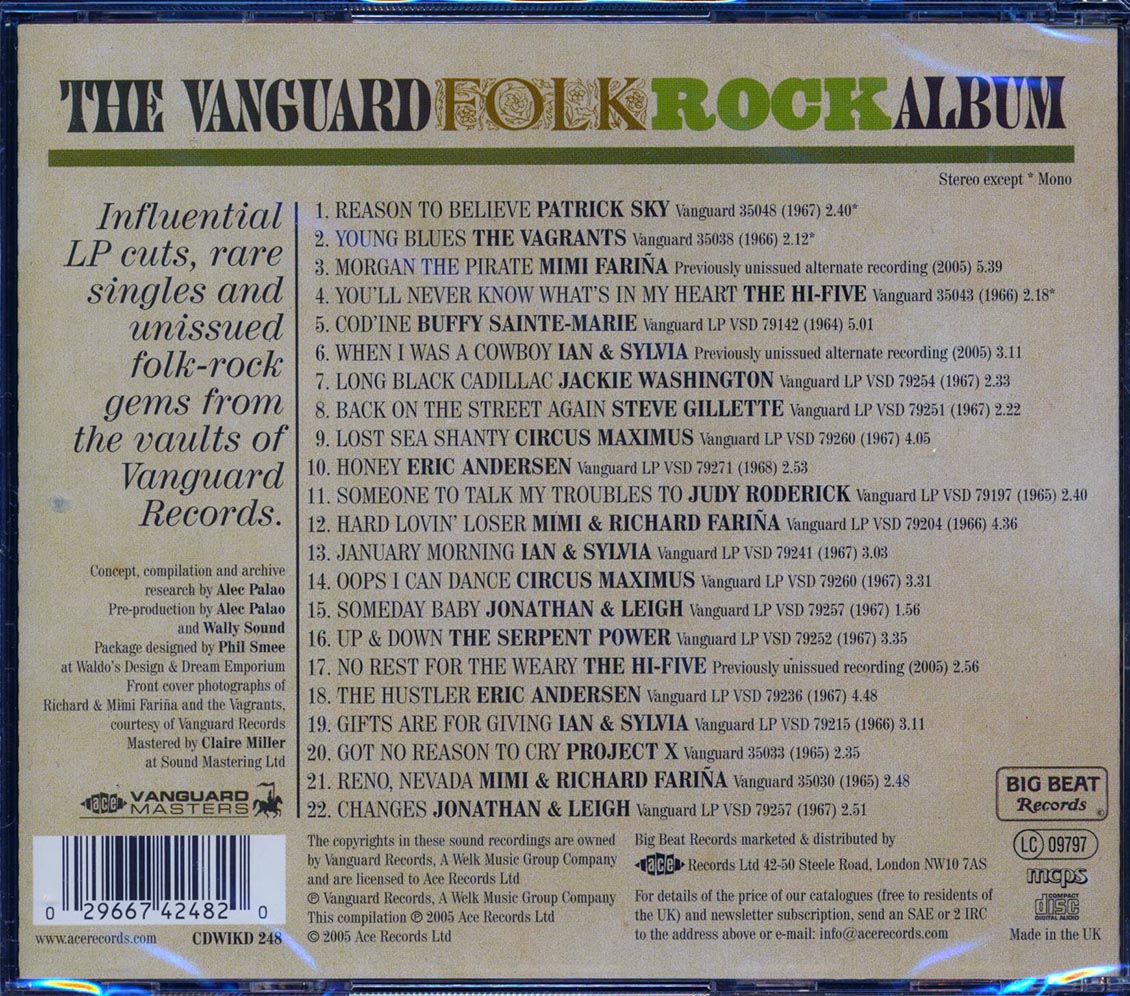 THE VANGUARD FOLK ROCK ALBUM
Stereo except * Mono
Influential
LP cuts, rare
singles and
unissued
folk-rock
gems from
the vaults of
Vanguard
Records.
Concept, compilation and archive
research by Alec Palao
Pre-production by Alec Palao
and Wally Sound
Package designed by Phil Smee
at Waldo's Design & Dream Emporium
Front cover photographs of
Richard & Mimi Fariña and the Vagrants,
courtesy of Vanguard Records
Mastered by Claire Miller
at Sound Mastering Ltd
ace VANGUARD
MASTERS
1. REASON TO BELIEVE PATRICK SKY Vanguard 35048 (1967) 2.40*
2. YOUNG BLUES THE VAGRANTS Vanguard 35038 (1966) 2.12*
3. MORGAN THE PIRATE MIMI FARIÑA Previously unissued alternate recording (2005) 5.39
4. YOU'LL NEVER KNOW WHAT'S IN MY HEART THE HI-FIVE Vanguard 35043 (1966) 2.18*
5. COD'INE BUFFY SAINTE-MARIE Vanguard LP VSD 79142 (1964) 5.01
6. WHEN I WAS A COWBOY IAN & SYLVIA Previously unissued alternate recording (2005) 3.11
7. LONG BLACK CADILLAC JACKIE WASHINGTON Vanguard LP VSD 79254 (1967) 2.33
8. BACK ON THE STREET AGAIN STEVE GILLETTE Vanguard LP VSD 79251 (1967) 2.22
9. LOST SEA SHANTY CIRCUS MAXIMUS Vanguard LP VSD 79260 (1967) 4.05
10. HONEY ERIC ANDERSEN Vanguard LP VSD 79271 (1968) 2.53
11. SOMEONE TO TALK MY TROUBLES TO JUDY RODERICK Vanguard LP VSD 79197 (1965) 2.40
12. HARD LOVIN' LOSER MIMI & RICHARD FARIÑA Vanguard LP VSD 79204 (1966) 4.36
13. JANUARY MORNING IAN & SYLVIA Vanguard LP VSD 79241 (1967) 3.03
14. OOPS I CAN DANCE CIRCUS MAXIMUS Vanguard LP VSD 79260 (1967) 3.31
15. SOMEDAY BABY JONATHAN & LEIGH Vanguard LP VSD 79257 (1967) 1.56
16. UP & DOWN THE SERPENT POWER Vanguard LP VSD 79252 (1967) 3.35
17. NO REST FOR THE WEARY THE HI-FIVE Previously unissued recording (2005) 2.56
18. THE HUSTLER ERIC ANDERSEN Vanguard LP VSD 79236 (1967) 4.48
19. GIFTS ARE FOR GIVING IAN & SYLVIA Vanguard LP VSD 79215 (1966) 3.11
20. GOT NO REASON TO CRY PROJECT X Vanguard 35033 (1965) 2.35
21. RENO, NEVADA MIMI & RICHARD FARIÑA Vanguard 35030 (1965) 2.48
22. CHANGES JONATHAN & LEIGH Vanguard LP VSD 79257 (1967) 2.51
BIG BEAT
Records
0 29667 42482 0
www.acerecords.com CDWIKD 248
The copyrights in these sound recordings are owned
by Vanguard Records, A Welk Music Group Company
and are licensed to Ace Records Ltd
℗ Vanguard Records, A Welk Music Group Company
This compilation ℗ 2005 Ace Records Ltd
© 2005 Ace Records Ltd
Big Beat Records marketed & distributed by
ace Records Ltd 42-50 Steele Road, London NW10 7AS
For details of the price of our catalogues (free to residents of
the UK) and newsletter subscription, send an SAE or 2 IRC
to the address above or e-mail: info@acerecords.com
LC 09797
mcps
COMPACT
disc
DIGITAL AUDIO
Made in the UK